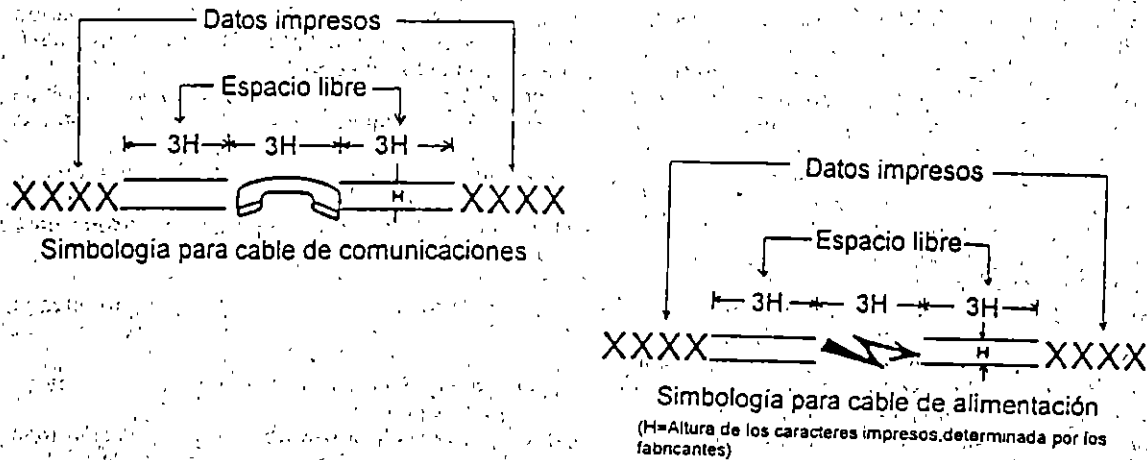 Datos impresos
Espacio libre
3H 3H 3H
XXXX H XXXX
Simbología para cable de comunicaciones
Datos impresos
Espacio libre
3H 3H 3H
XXXX H XXXX
Simbología para cable de alimentación
(H=Altura de los caracteres impresos determinada por los
fabricantes)